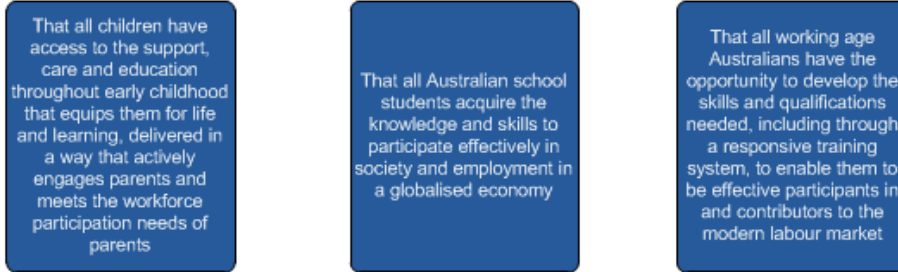 That all children have
access to the support,
care and education
throughout early childhood
that equips them for life
and learning, delivered in
a way that actively
engages parents and
meets the workforce
participation needs of
parents
That all Australian school
students acquire the
knowledge and skills to
participate effectively in
society and employment in
a globalised economy
That all working age
Australians have the
opportunity to develop the
skills and qualifications
needed, including through
a responsive training
system, to enable them to
be effective participants in
and contributors to the
modern labour market